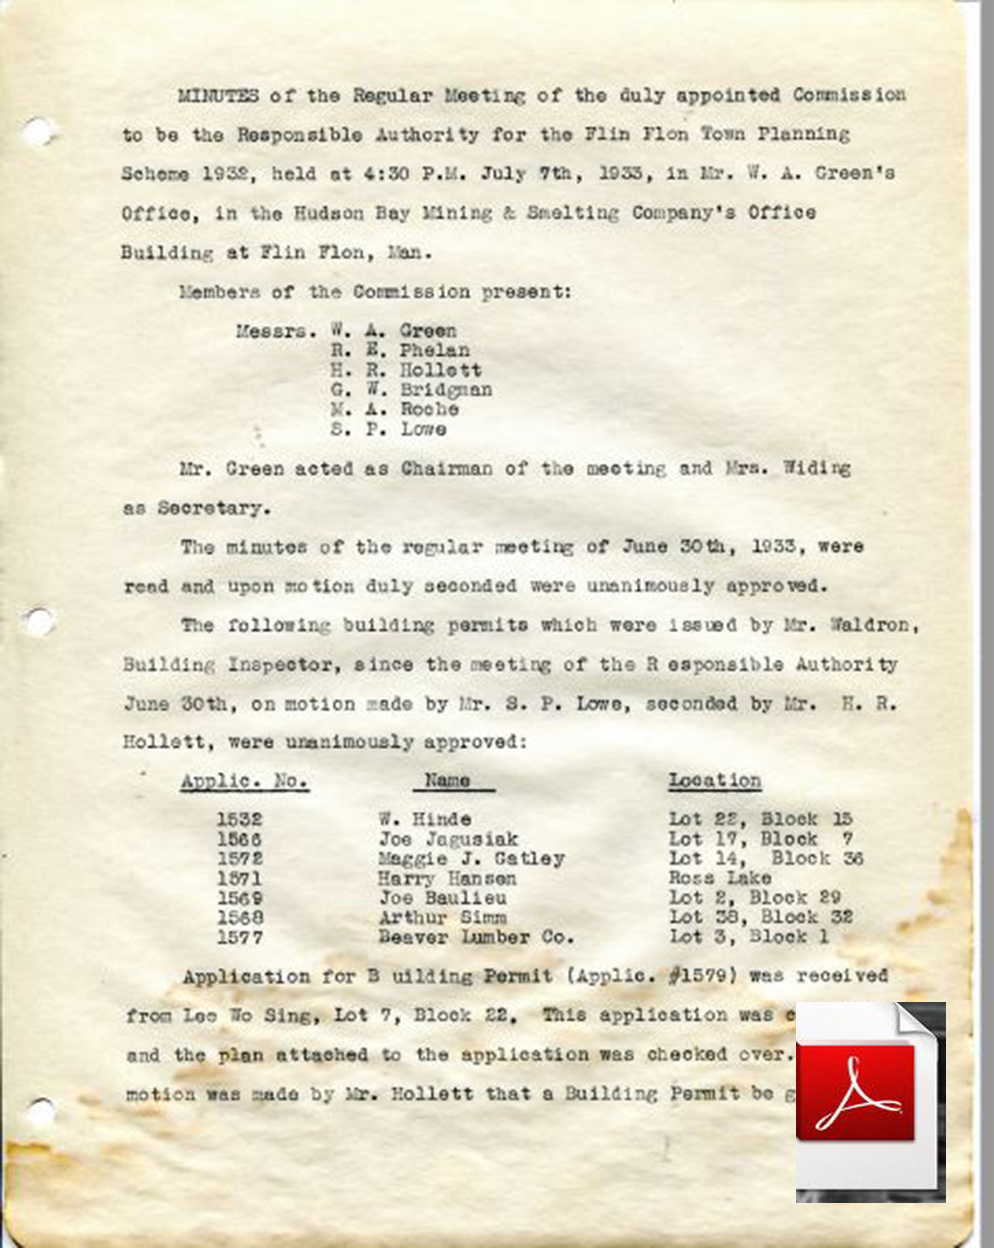 MINUTES of the Regular Meeting of the duly appointed Commission
to be the Responsible Authority for the Flin Flon Town Planning
Scheme 1932, held at 4:30 P.M. July 7th, 1933, in Mr. W. A. Green's
Office, in the Hudson Bay Mining & Smelting Company's Office
Building at Flin Flon, Man.
Members of the Commission present:
Messrs. W. A. Green
R. E. Phelan
H. R. Hollett
G. W. Bridgman
M. A. Roche
S. P. Lowe
Mr. Green acted as Chairman of the meeting and Mrs. Widing
as Secretary.
The minutes of the regular meeting of June 30th, 1933, were
read and upon motion duly seconded were unanimously approved.
The following building permits which were issued by Mr. Waldron,
Building Inspector, since the meeting of the R esponsible Authority
June 30th, on motion made by Mr. S. P. Lowe, seconded by Mr. H. R.
Hollett, were unanimously approved:
Applic. No. Name Location
1532 W. Hinde Lot 22, Block 15
1566 Joe Jagusiak Lot 17, Block 7
1572 Maggie J. Gatley Lot 14, Block 36
1571 Harry Hansen Ross Lake
1569 Joe Baulieu Lot 2, Block 29
1568 Arthur Simm Lot 38, Block 32
1577 Beaver Lumber Co. Lot 3, Block 1
Application for B uilding Permit (Applic. #1579) was received
from Lee Wo Sing, Lot 7, Block 22. This application was
and the plan attached to the application was checked over.
motion was made by Mr. Hollett that a Building Permit be